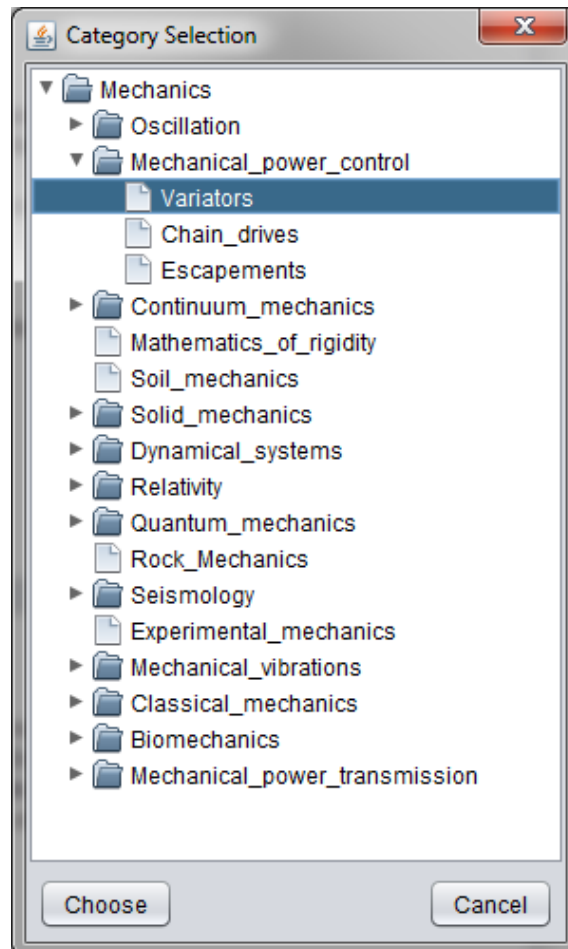 Category Selection
Mechanics
Oscillation
Mechanical_power_control
Variators
Chain_drives
Escapements
Continuum_mechanics
Mathematics_of_rigidity
Soil_mechanics
Solid_mechanics
Dynamical_systems
Relativity
Quantum_mechanics
Rock_Mechanics
Seismology
Experimental_mechanics
Mechanical_vibrations
Classical_mechanics
Biomechanics
Mechanical_power_transmission
Choose Cancel